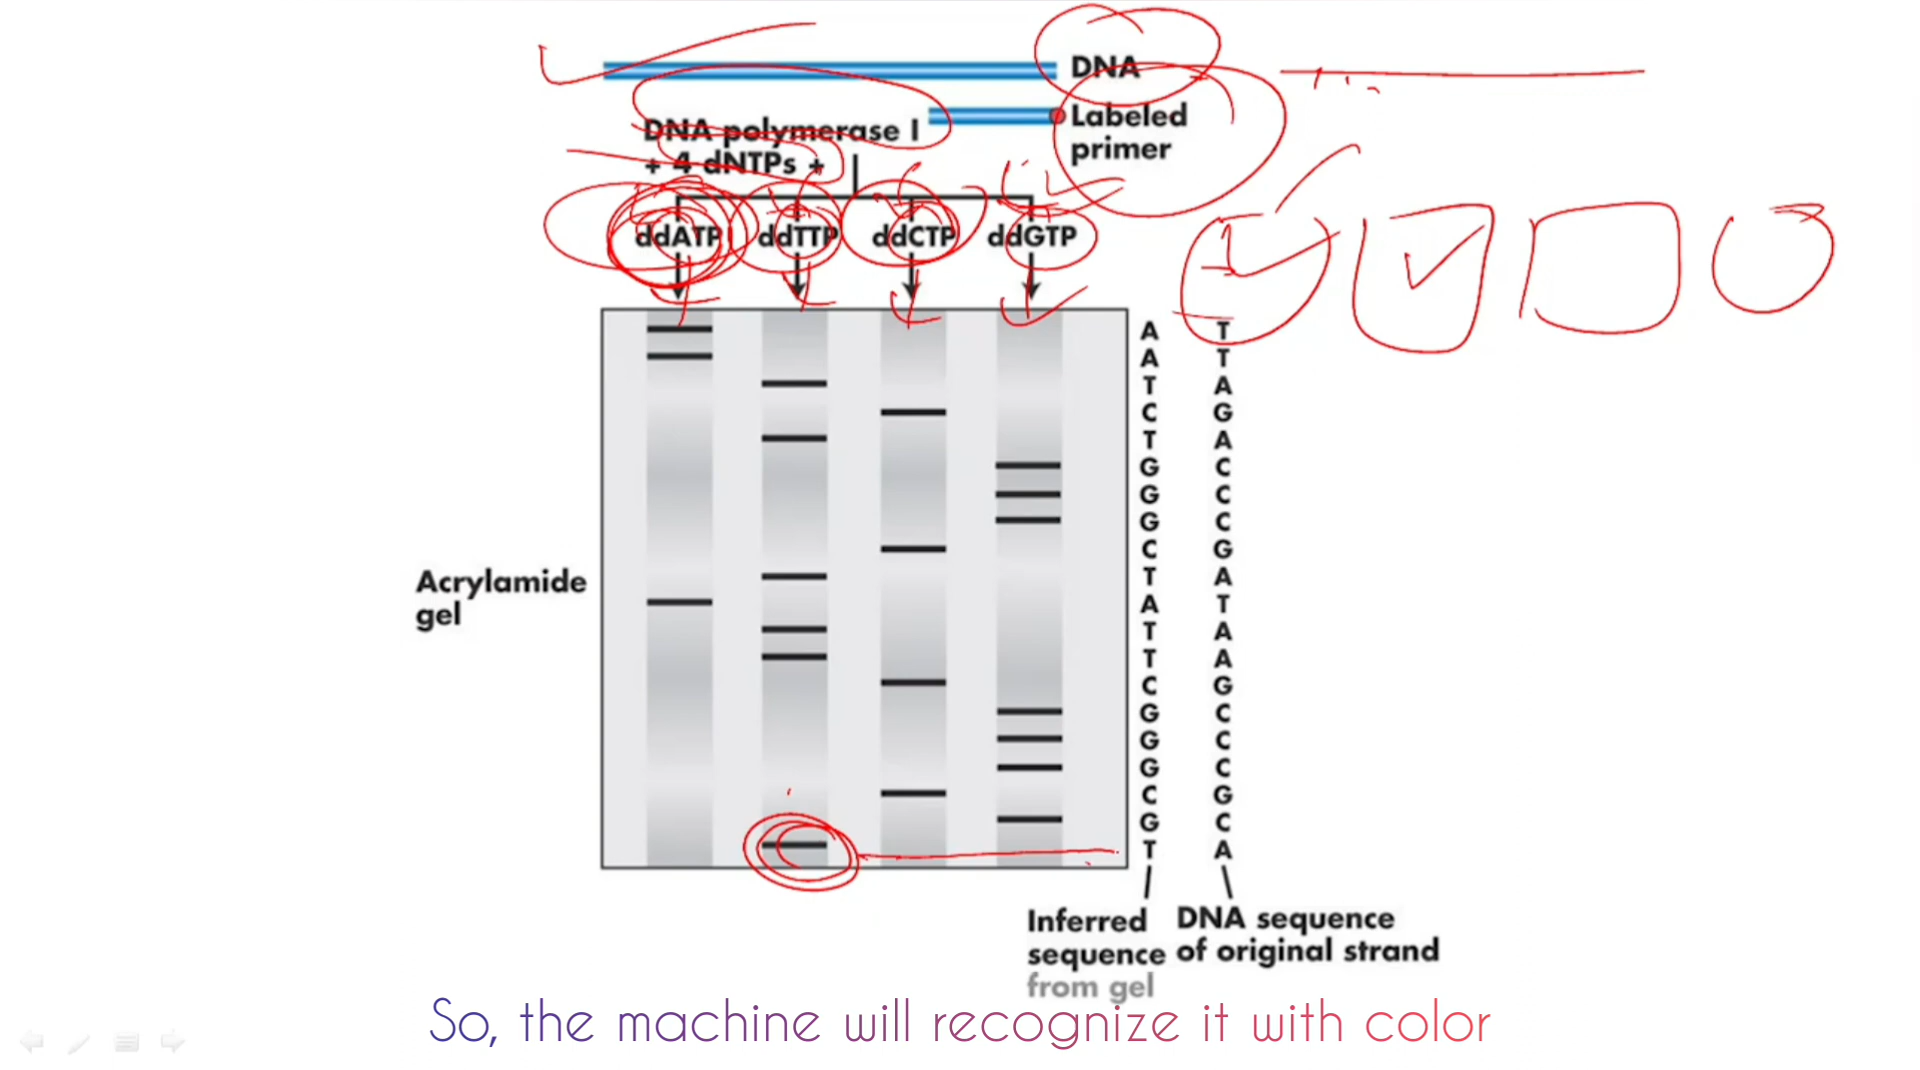 DNA
Labeled
primer
DNA polymerase I
+ 4 dNTPs +
ddATP ddTTP ddCTP ddGTP
1
A T
A T
T A
C G
T A
G C
G C
G C
C G
T A
A T
T A
T A
C G
G C
G C
G C
C G
G C
T A
Acrylamide
gel
Inferred
sequence
from gel
DNA sequence
of original strand
So, the machine will recognize it with color